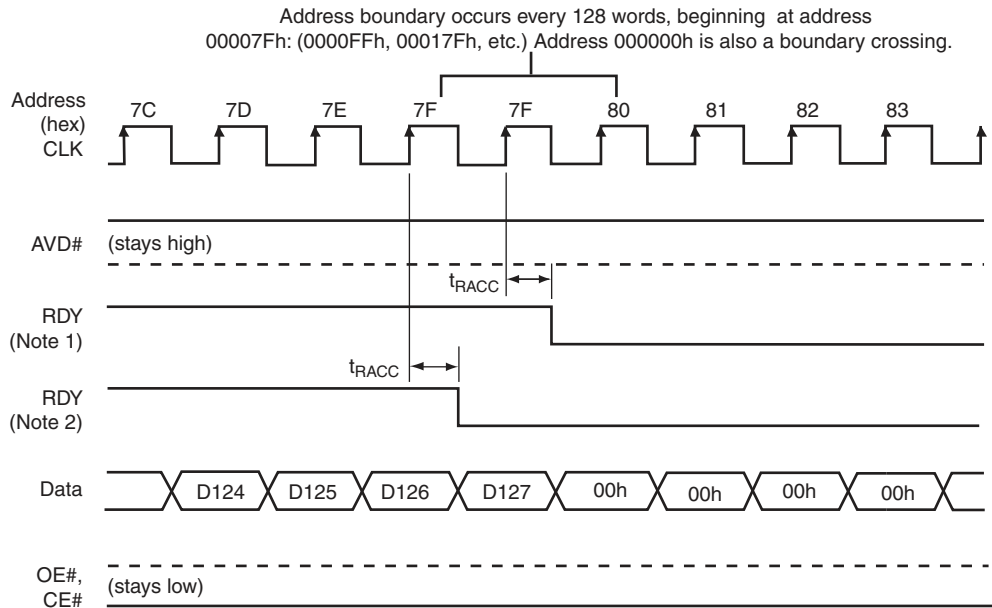 Address boundary occurs every 128 words, beginning at address
00007Fh: (0000FFh, 00017Fh, etc.) Address 000000h is also a boundary crossing.
Address
(hex)
CLK
7C 7D 7E 7F 7F 80 81 82 83
AVD#
(stays high)
tRACC
RDY
(Note 1)
tRACC
RDY
(Note 2)
Data
D124 D125 D126 D127 00h 00h 00h 00h
OE#,
CE#
(stays low)